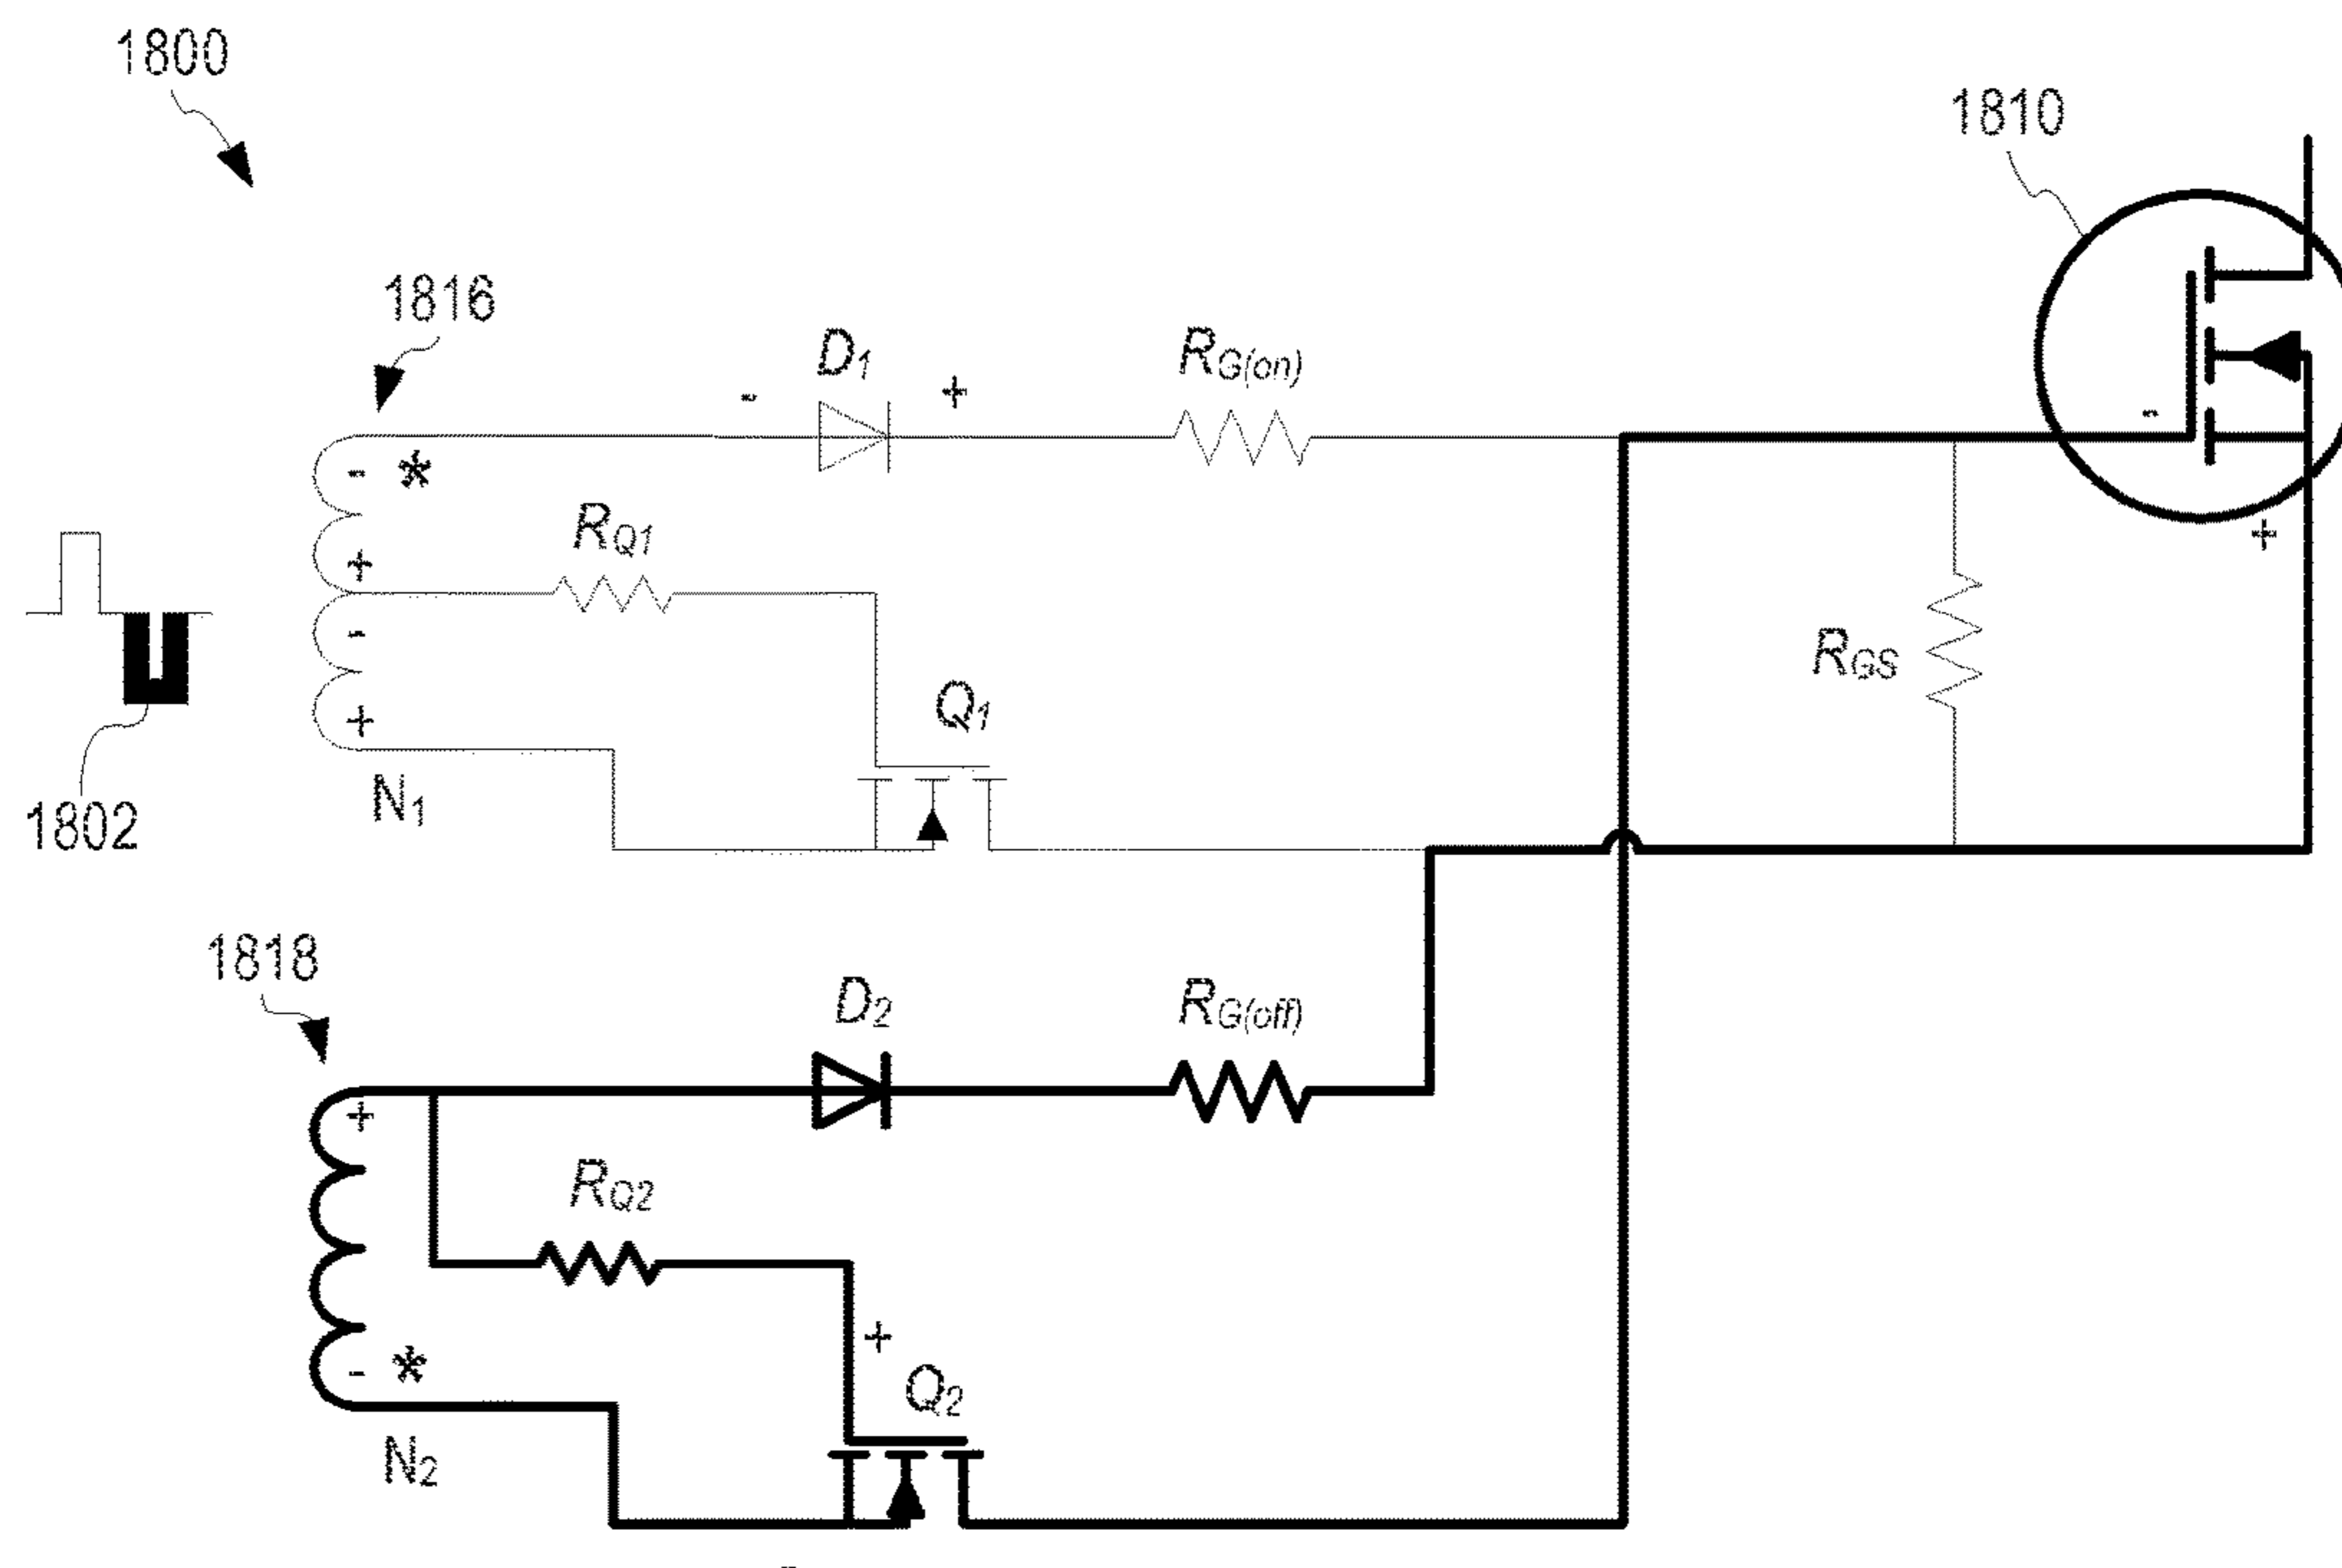 1800
1810
1816
D1
RG(on)
- +
- *
+
-
+
RQ1
-
+
RGS
Q1
N1
1802
1818
D2
RG(off)
+
RQ2
+
- *
Q2
N2